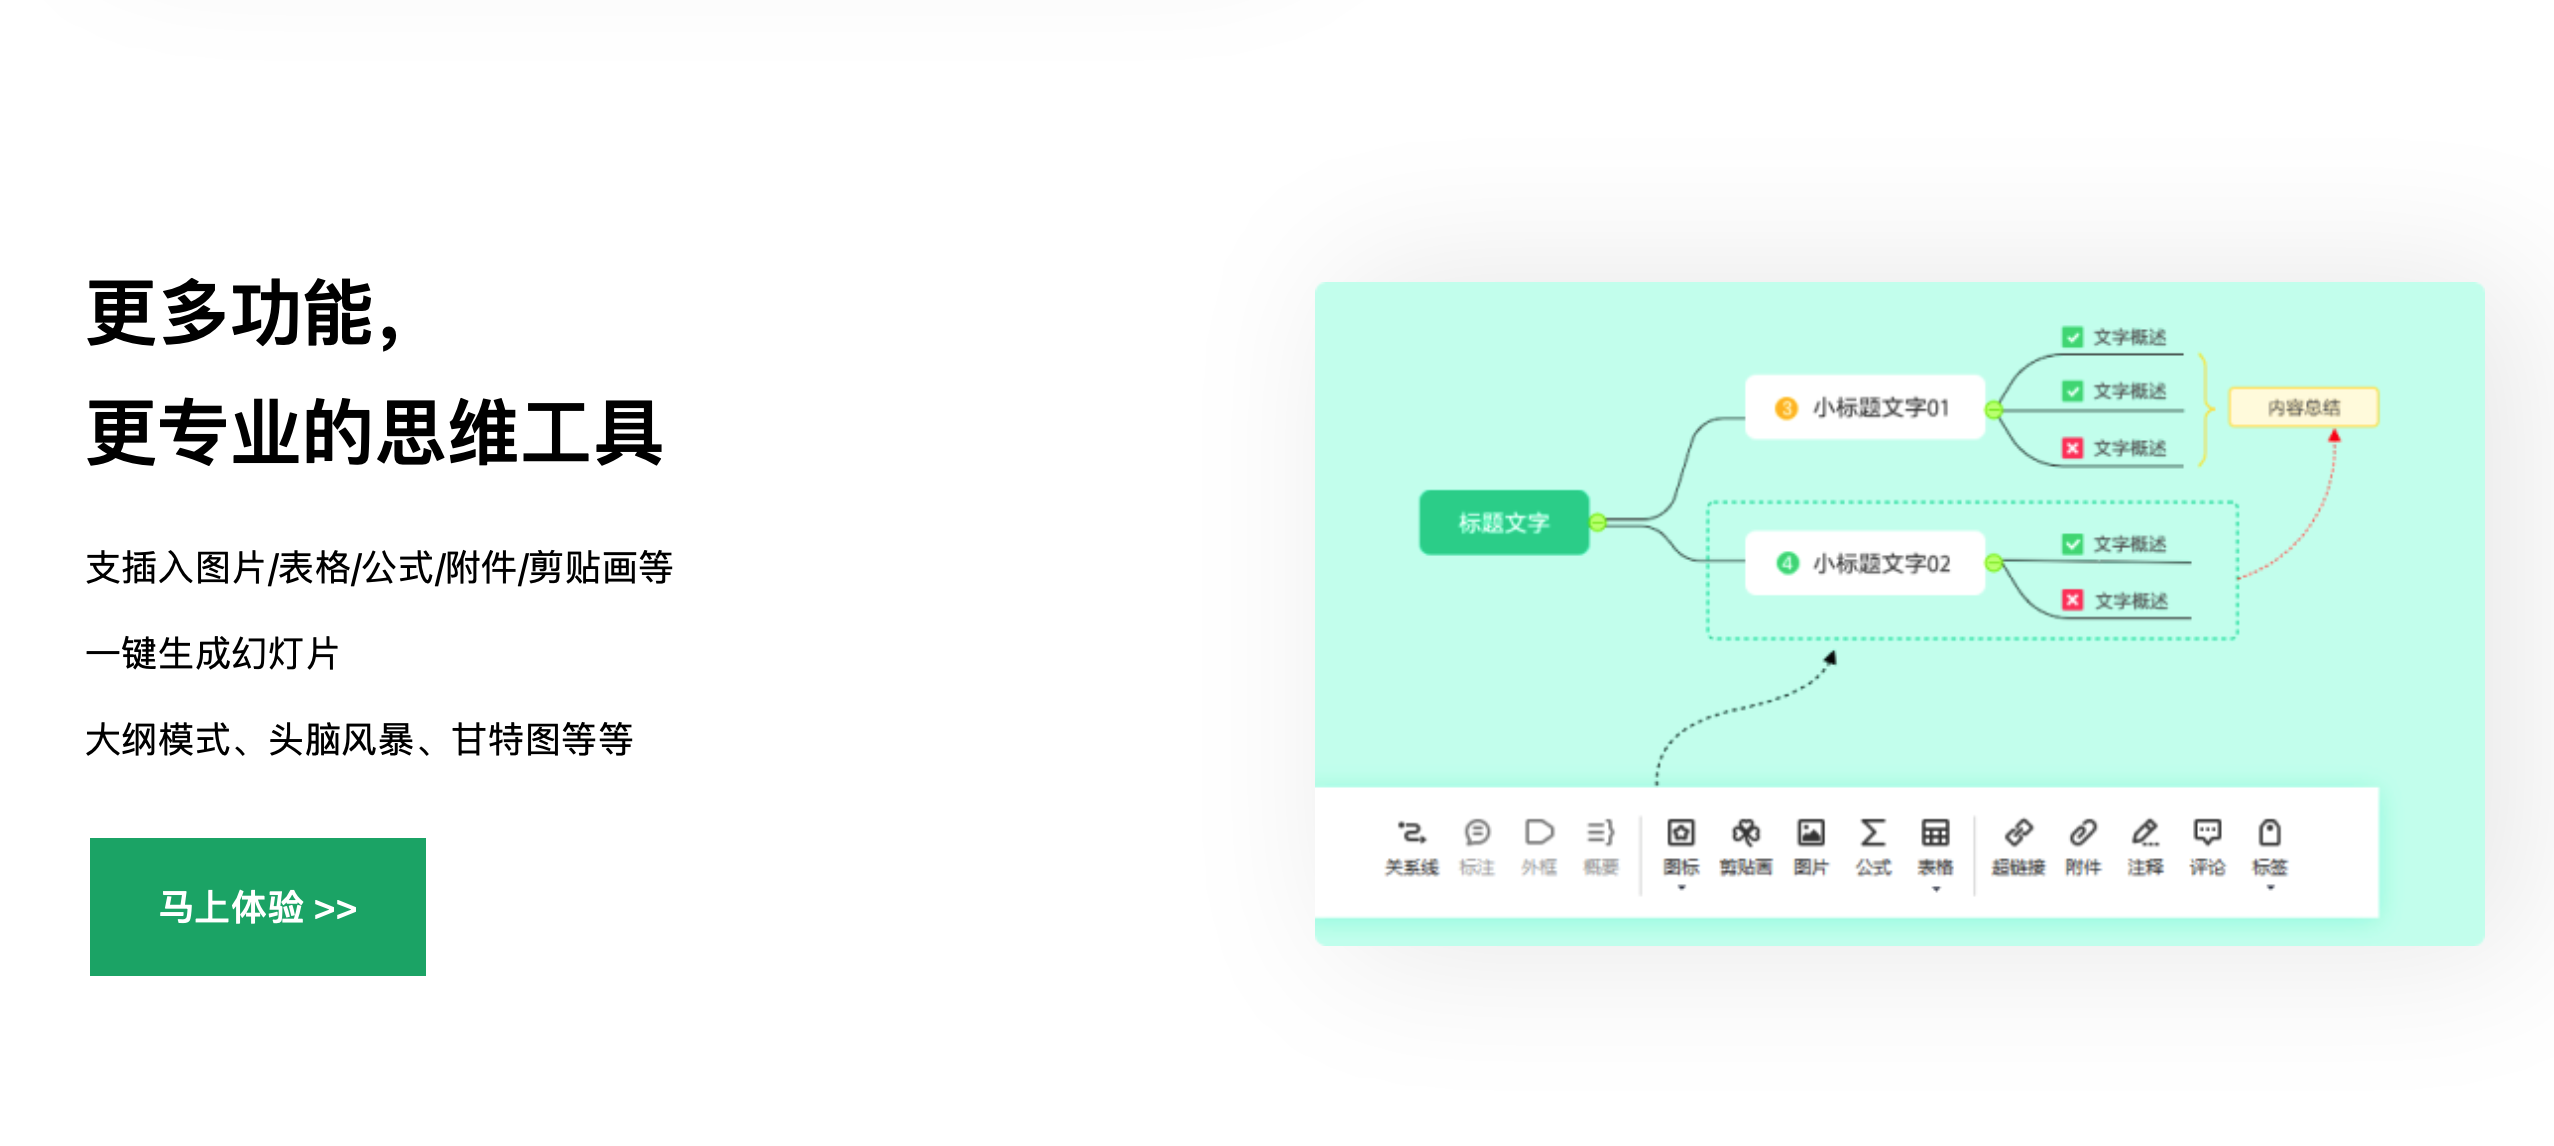 更多功能，
更专业的思维工具
支插入图片/表格/公式/附件/剪贴画等
一键生成幻灯片
大纲模式、头脑风暴、甘特图等等
马上体验 >>
标题文字
3 小标题文字01
文字概述
文字概述
文字概述
内容总结
4 小标题文字02
文字概述
文字概述
关系线 标注 外框 概要 图标 剪贴画 图片 公式 表格 超链接 附件 注释 评论 标签